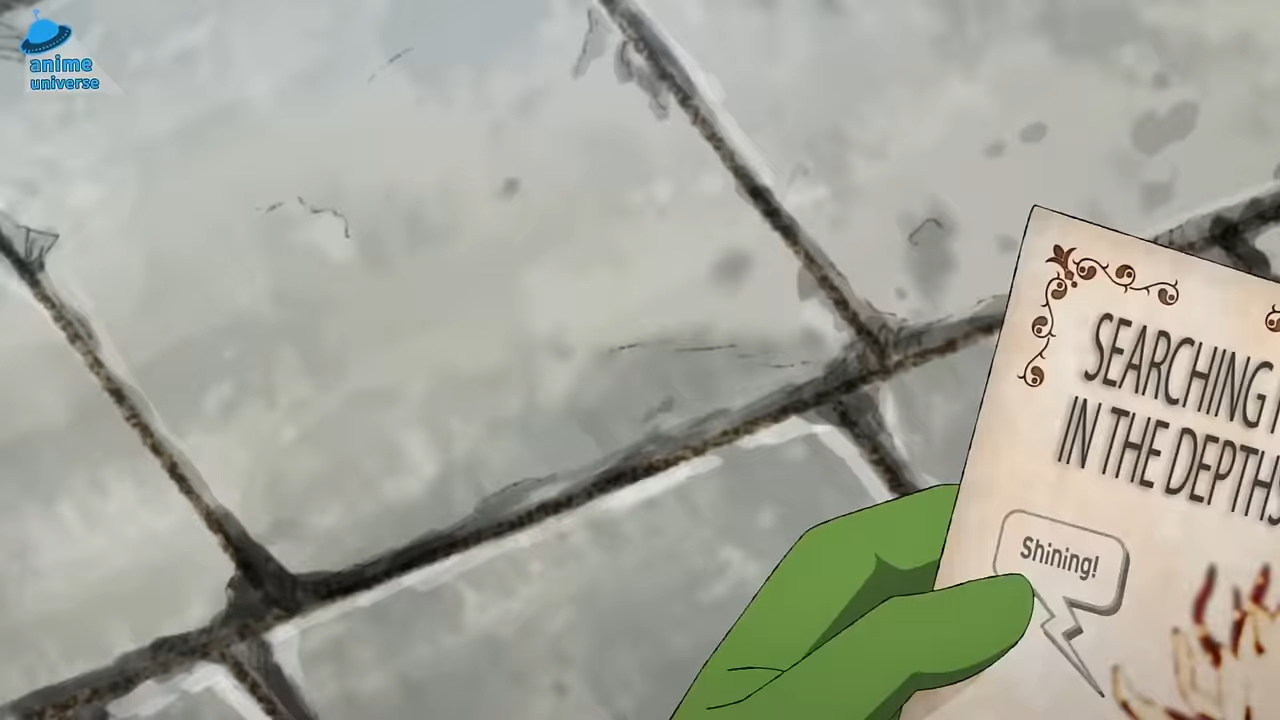 anime
universe
SEARCHING
IN THE DEPTHS
Shining!